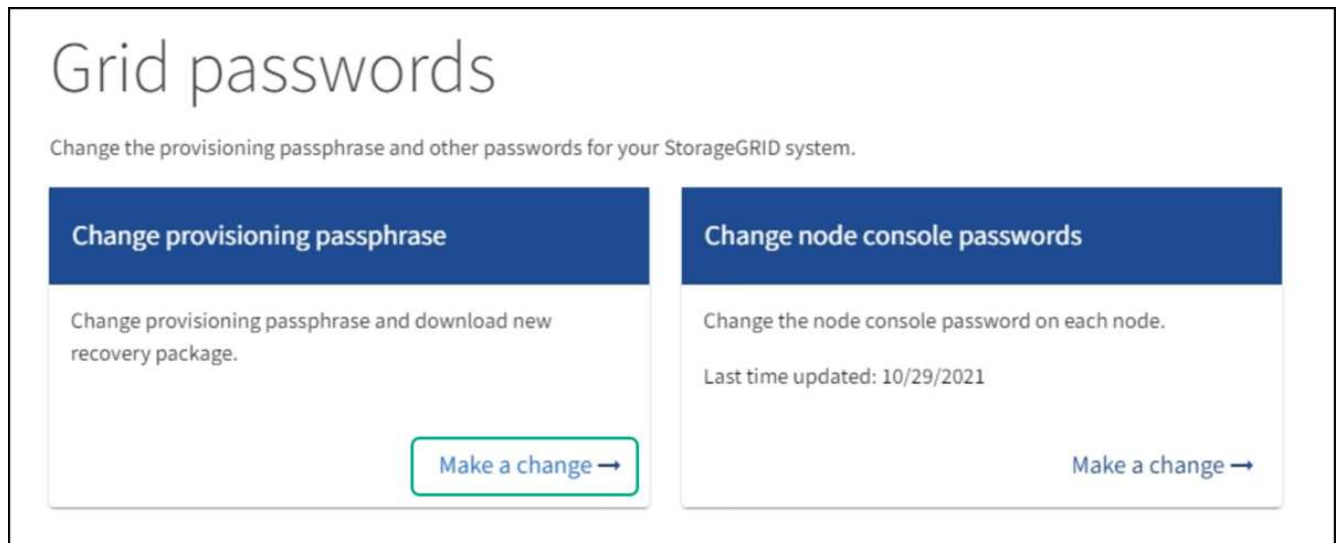 Grid passwords
Change the provisioning passphrase and other passwords for your StorageGRID system.
Change provisioning passphrase
Change provisioning passphrase and download new
recovery package.
Make a change →
Change node console passwords
Change the node console password on each node.
Last time updated: 10/29/2021
Make a change →